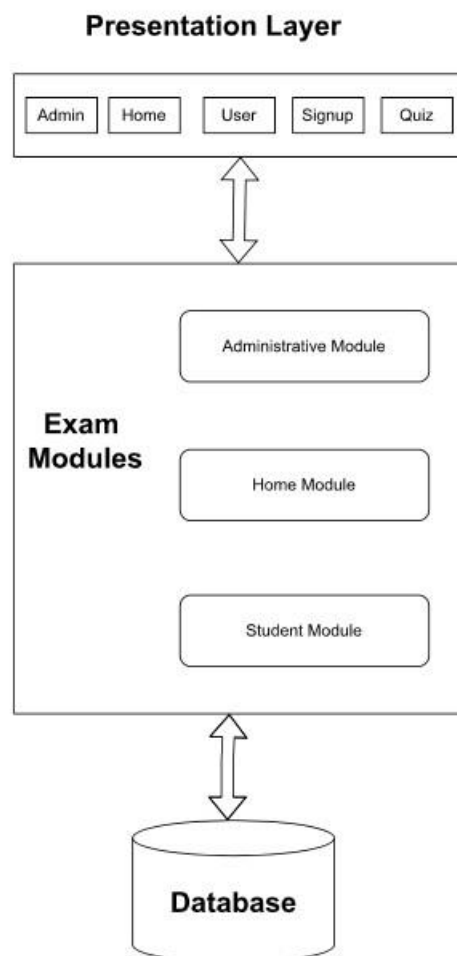 Presentation Layer
Admin Home User Signup Quiz
Administrative Module
Exam
Modules
Home Module
Student Module
Database